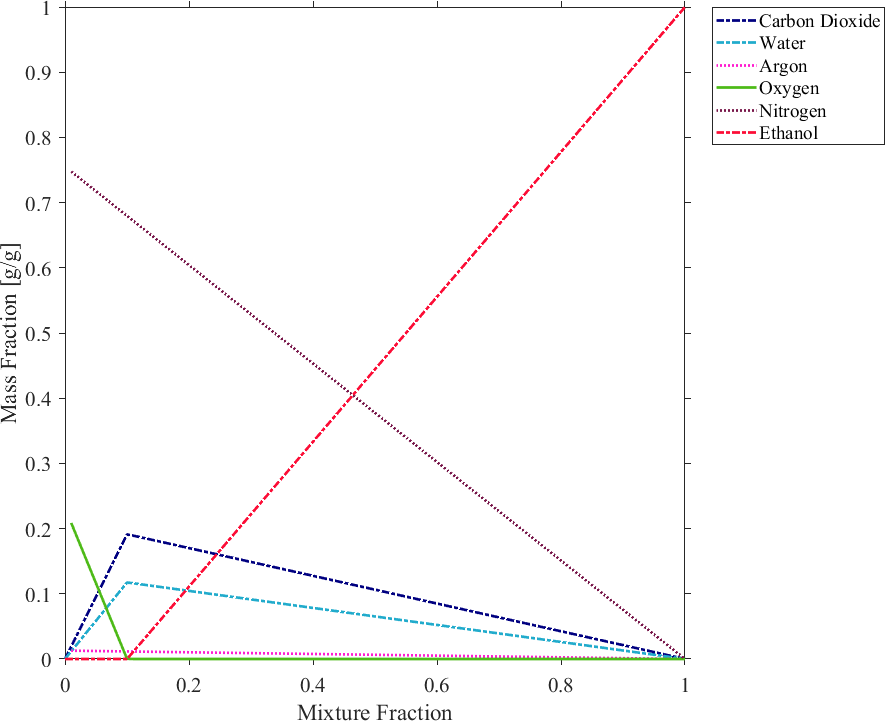 1
0.9
0.8
0.7
0.6
0.5
0.4
0.3
0.2
0.1
0
Mass Fraction [g/g]
0 0.2 0.4 0.6 0.8 1
Mixture Fraction
Carbon Dioxide
Water
Argon
Oxygen
Nitrogen
Ethanol